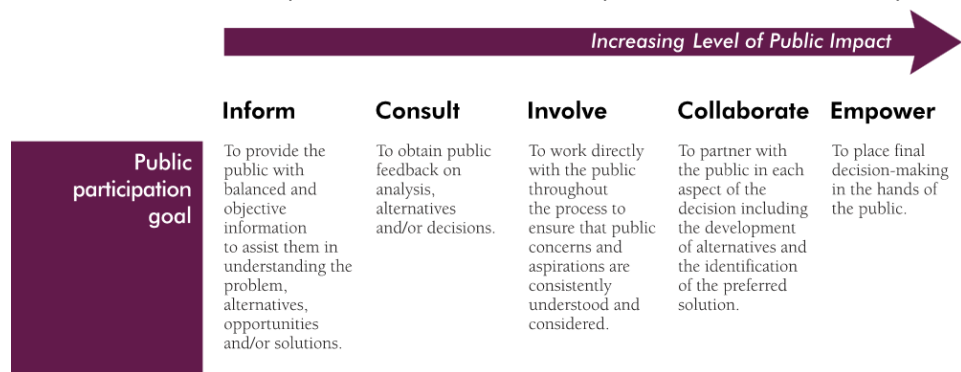 Increasing Level of Public Impact
Inform
Consult
Involve
Collaborate
Empower
Public
participation
goal
To provide the
public with
balanced and
objective
information
to assist them in
understanding the
problem,
alternatives,
opportunities
and/or solutions.
To obtain public
feedback on
analysis,
alternatives
and/or decisions.
To work directly
with the public
throughout
the process to
ensure that public
concerns and
aspirations are
consistently
understood and
considered.
To partner with
the public in each
aspect of the
decision including
the development
of alternatives and
the identification
of the preferred
solution.
To place final
decision-making
in the hands of
the public.